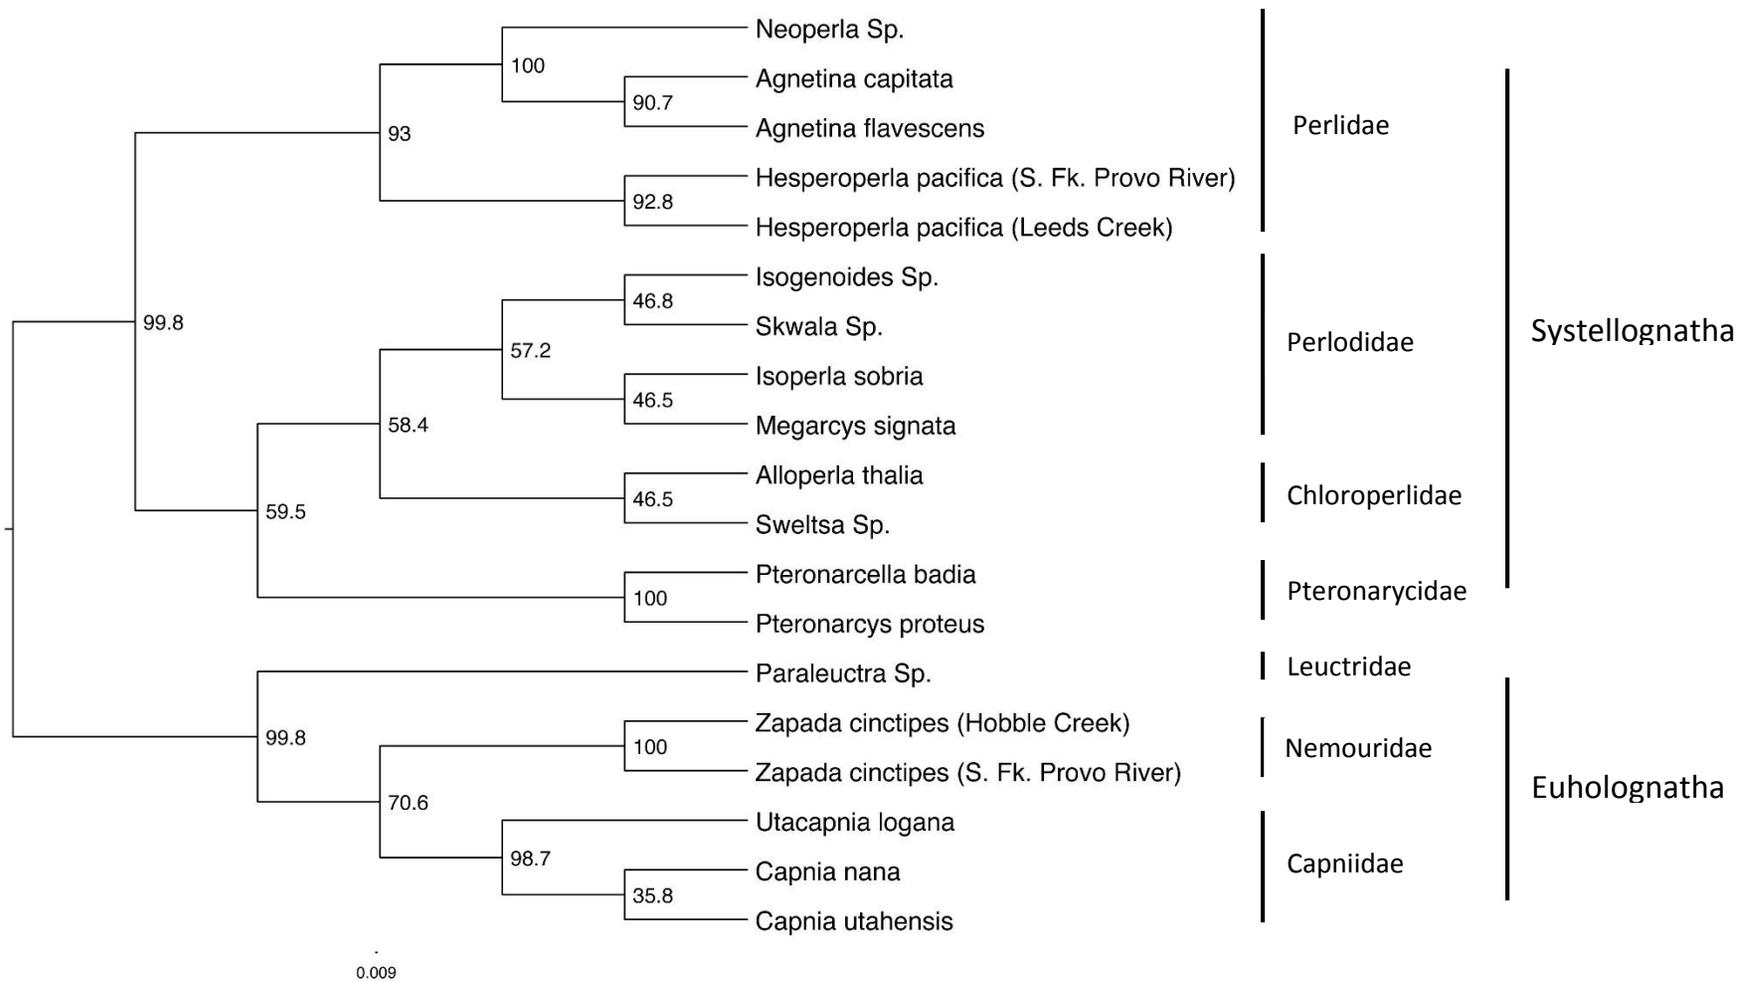 Neoperla Sp.
100
Agnetina capitata
90.7
Agnetina flavescens
Perlidae
93
Hesperoperla pacifica (S. Fk. Provo River)
92.8
Hesperoperla pacifica (Leeds Creek)
Isogenoides Sp.
46.8
99.8
Skwala Sp.
Systellognatha
57.2
Perlodidae
Isoperla sobria
46.5
58.4
Megarcys signata
Alloperla thalia
46.5
Chloroperlidae
59.5
Sweltsa Sp.
Pteronarcella badia
100
Pteronarycidae
Pteronarcys proteus
Paraleuctra Sp.
Leuctridae
Zapada cinctipes (Hobble Creek)
99.8
100
Nemouridae
Zapada cinctipes (S. Fk. Provo River)
Euholognatha
70.6
Utacapnia logana
98.7
Capniidae
Capnia nana
35.8
Capnia utahensis
0.009